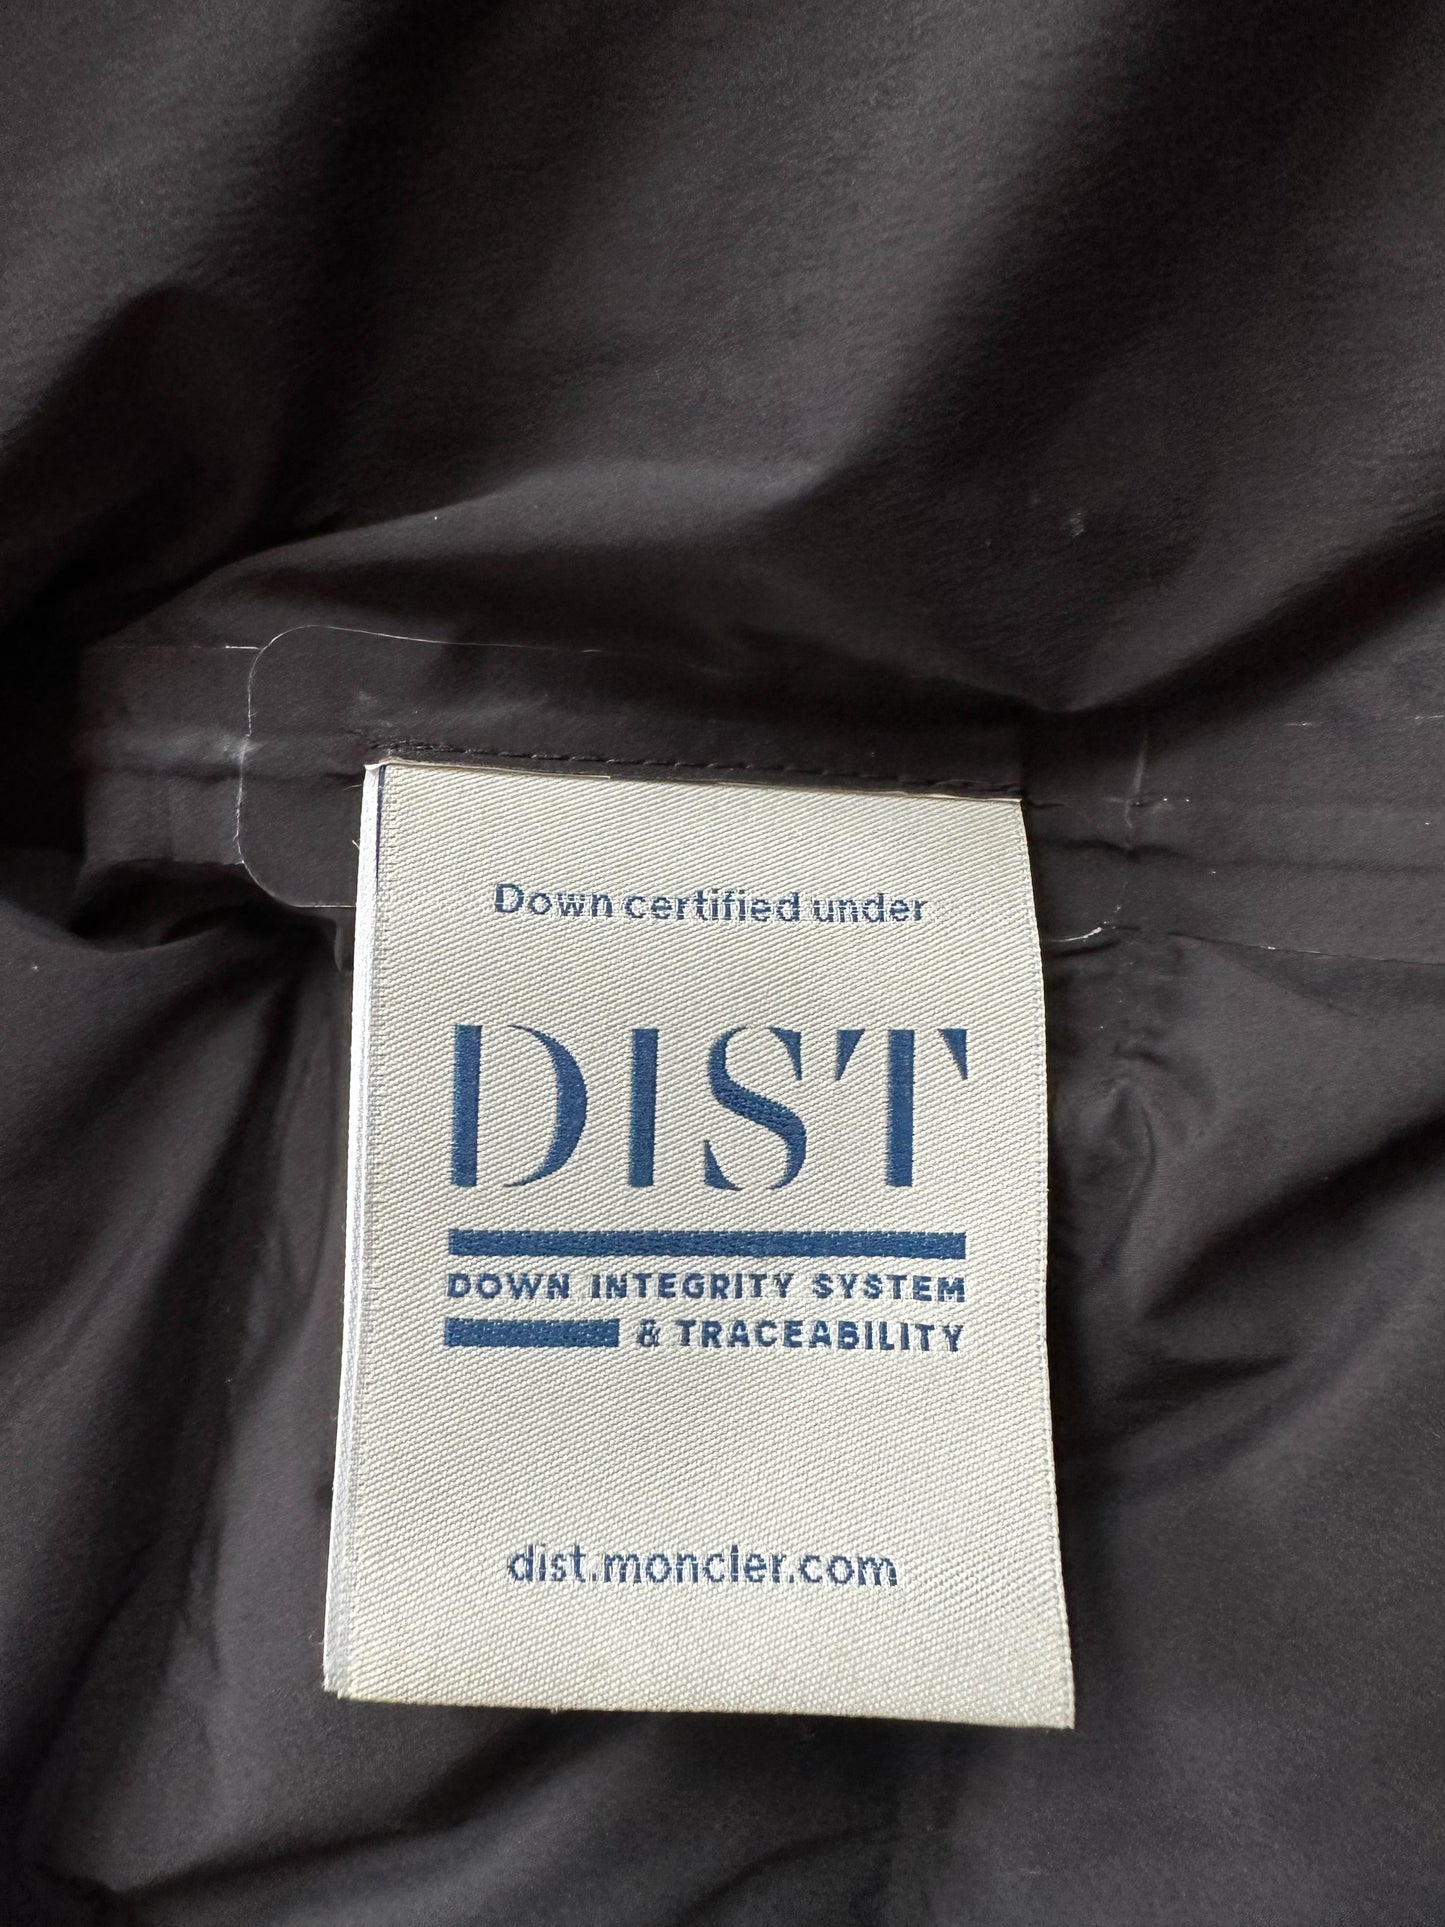 Down certified under
DIST
DOWN INTEGRITY SYSTEM
& TRACEABILITY
dist.moncler.com